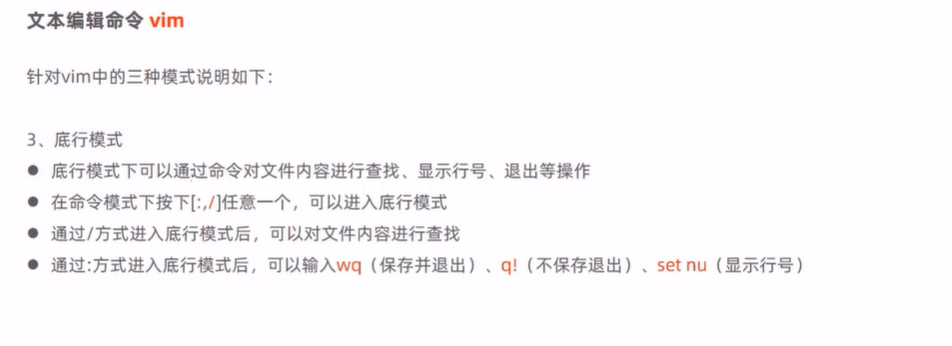 文本编辑命令 vim
针对vim中的三种模式说明如下：
3、底行模式
● 底行模式下可以通过命令对文件内容进行查找、显示行号、退出等操作
● 在命令模式下按下[:,/]任意一个，可以进入底行模式
● 通过/方式进入底行模式后，可以对文件内容进行查找
● 通过:方式进入底行模式后，可以输入wq（保存并退出）、q!（不保存退出）、set nu（显示行号）